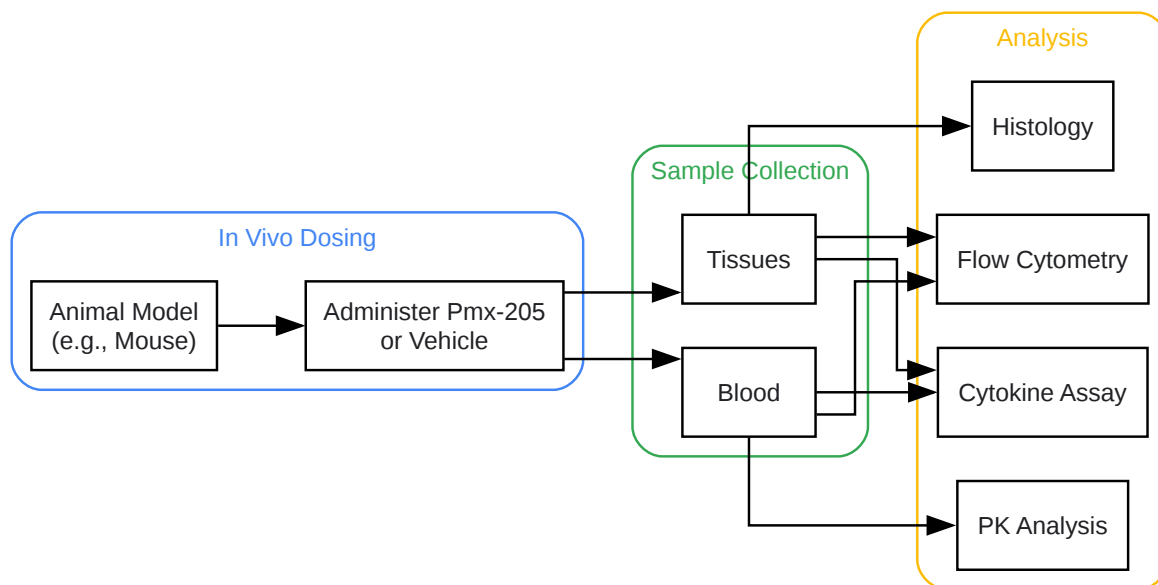 In Vivo Dosing
Animal Model
(e.g., Mouse)
Administer Pmx-205
or Vehicle
Sample Collection
Tissues
Blood
Analysis
Histology
Flow Cytometry
Cytokine Assay
PK Analysis